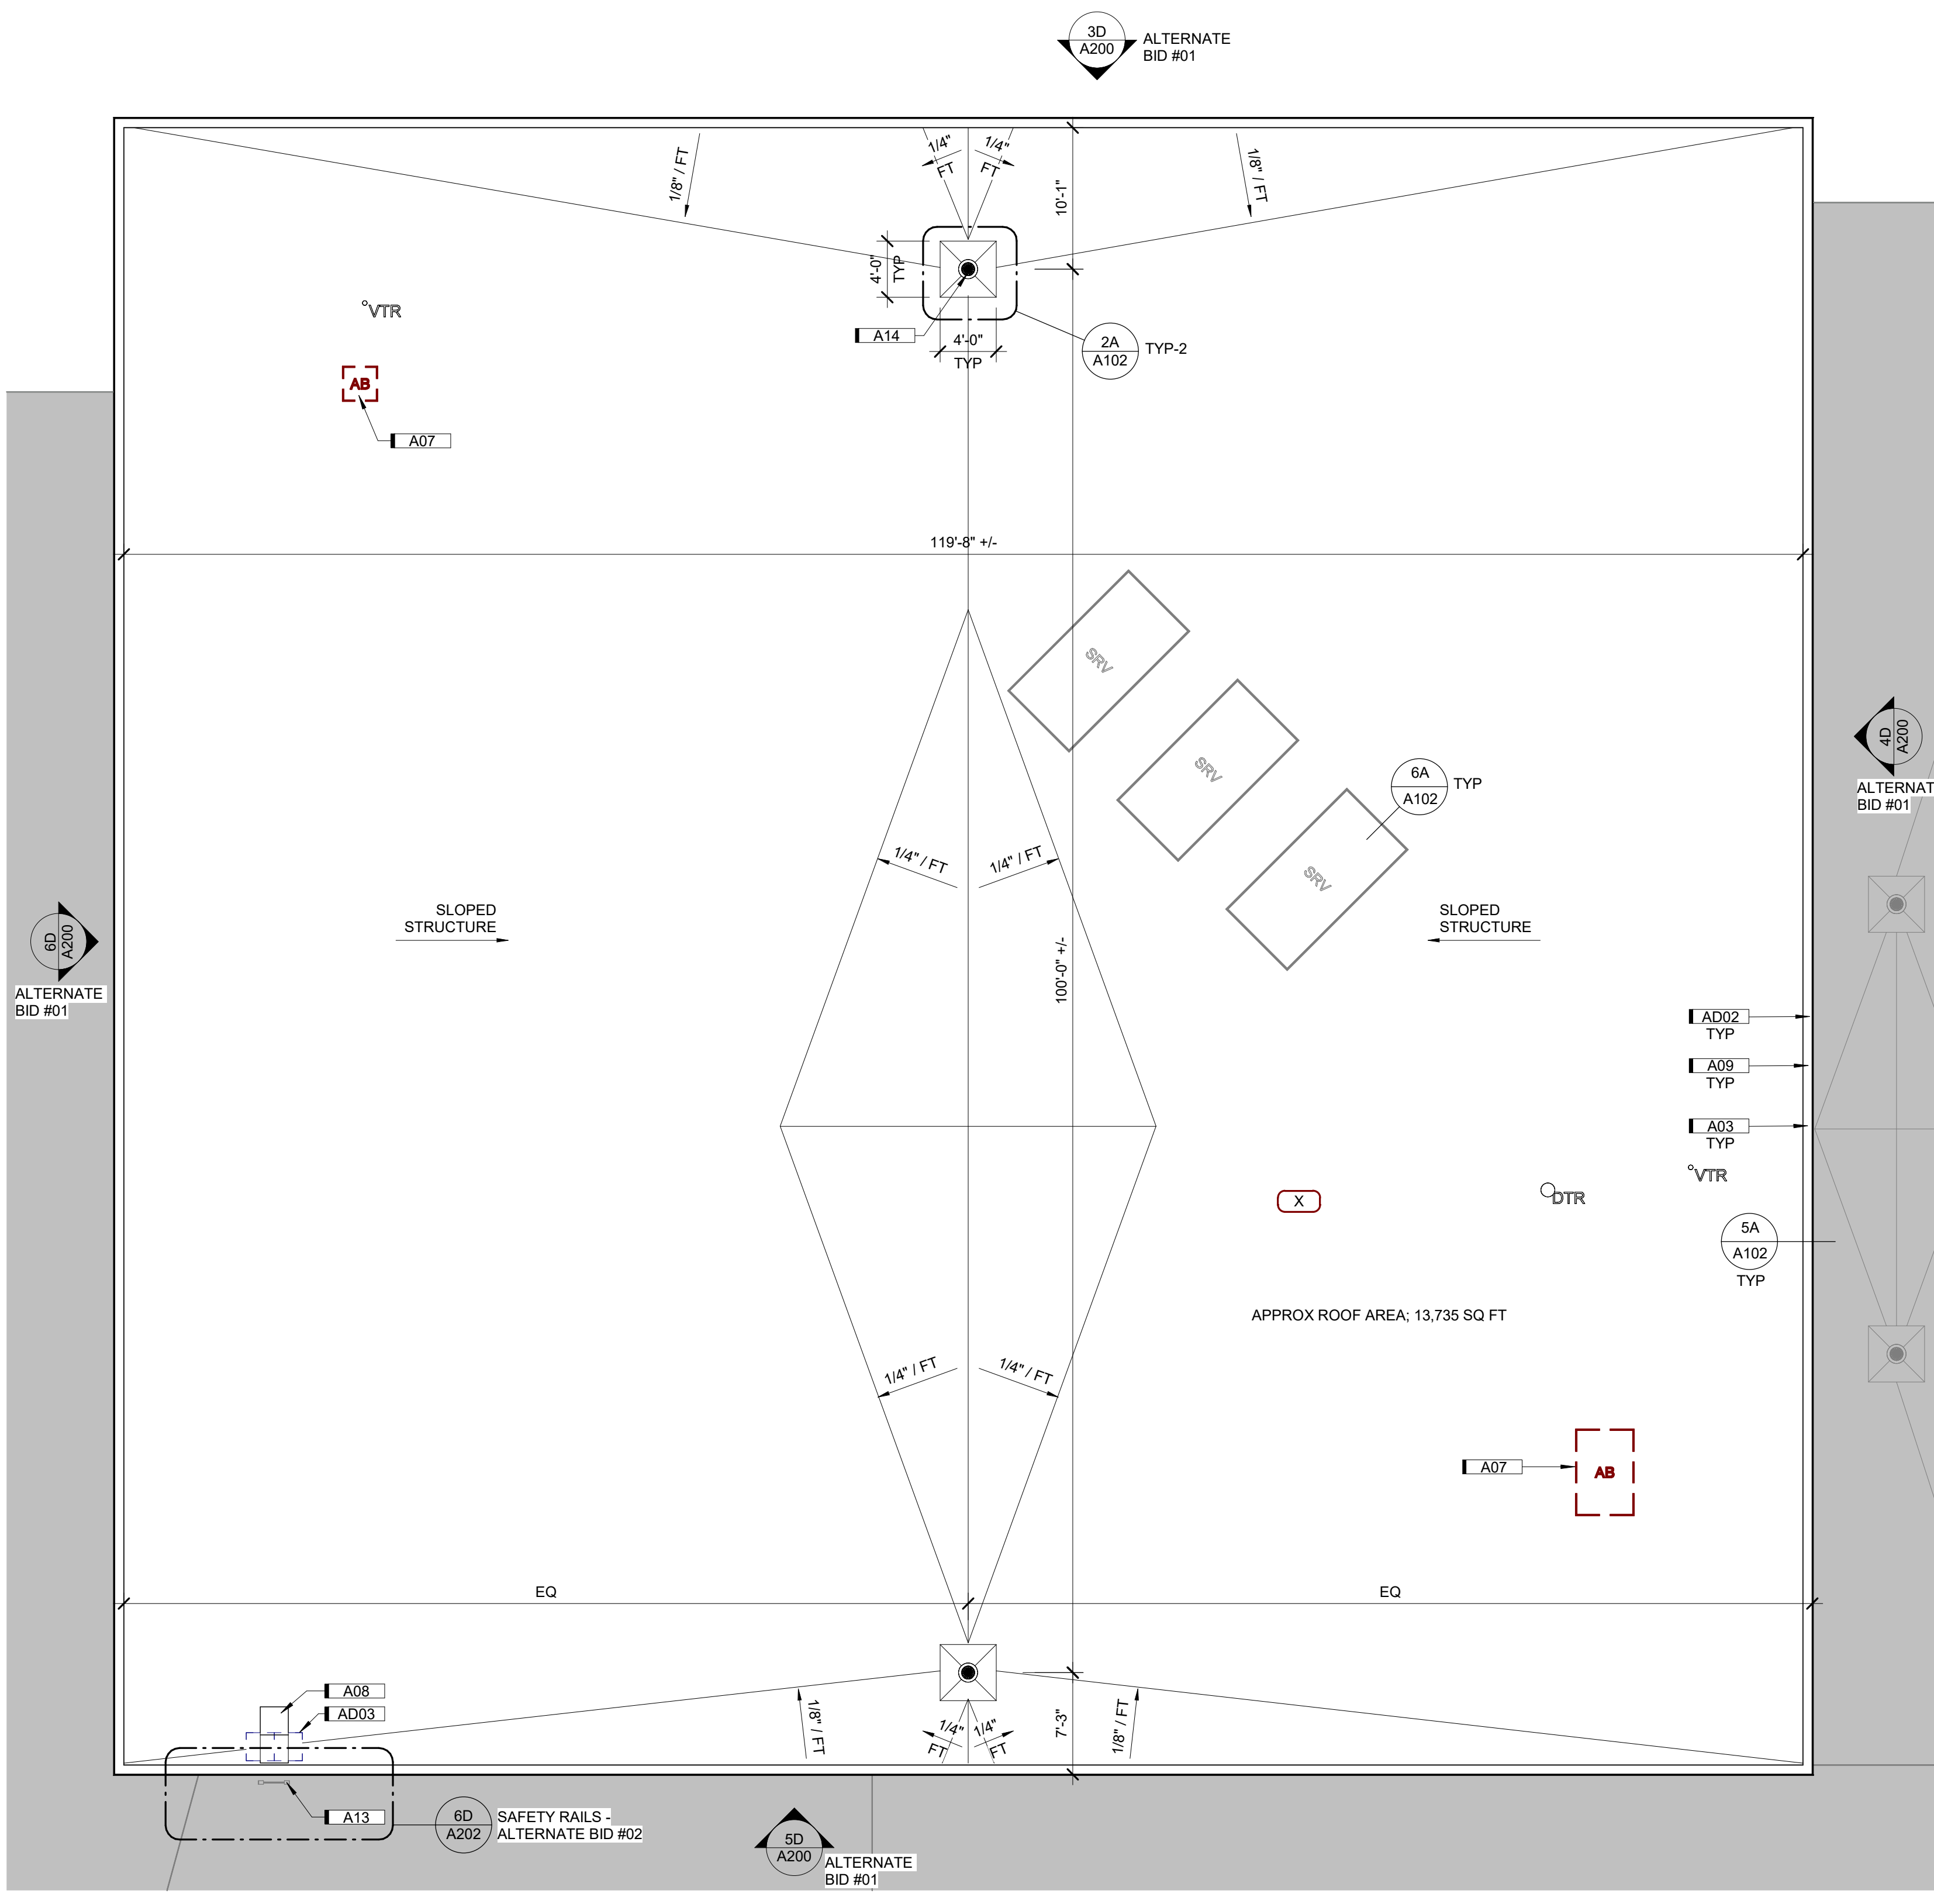 3D
A200
ALTERNATE
BID #01
1/4"
FT
1/4"
FT
1/8" / FT
1/8" / FT
10'-1"
4'-0"
TYP
VTR
A14
4'-0"
TYP
2A
A102
TYP-2
AB
A07
119'-8" +/-
SRV
SRV
SRV
6A
A102
TYP
4D
A200
ALTERNAT
BID #01
1/4" / FT
1/4" / FT
SLOPED
STRUCTURE
SLOPED
STRUCTURE
6D
A200
ALTERNATE
BID #01
100'-0" +/-
AD02
TYP
A09
TYP
A03
TYP
VTR
DTR
X
5A
A102
TYP
APPROX ROOF AREA; 13,735 SQ FT
1/4" / FT
1/4" / FT
A07
AB
EQ
EQ
A08
AD03
1/8" / FT
1/4"
FT
1/4"
FT
7'-3"
1/8" / FT
A13
6D
A202
SAFETY RAILS -
ALTERNATE BID #02
5D
A200
ALTERNATE
BID #01